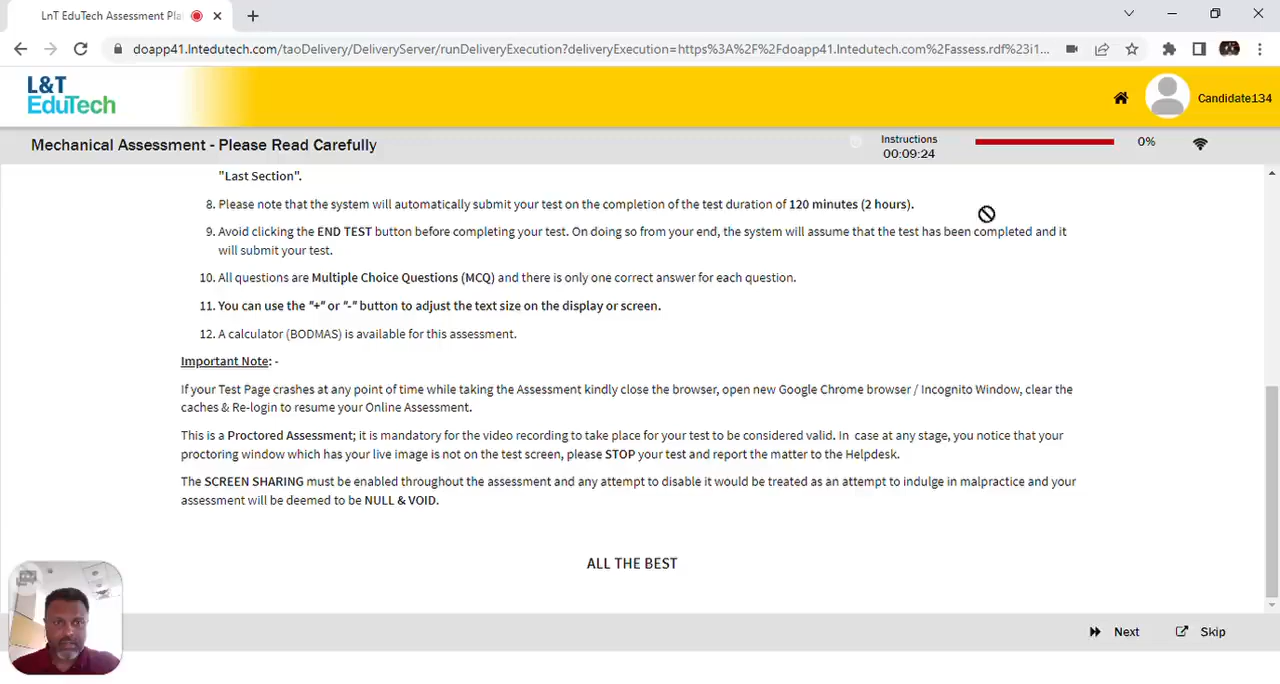 LnT EduTech Assessment Pla
doapp41.lntedutech.com/taoDelivery/DeliveryServer/runDeliveryExecution?deliveryExecution=https%3A%2F%2Fdoapp41.lntedutech.com%2Fassess.rdf%23i1...
L&T
EduTech
Candidate134
Mechanical Assessment - Please Read Carefully
Instructions
00:09:24
0%
"Last Section".
8. Please note that the system will automatically submit your test on the completion of the test duration of 120 minutes (2 hours).
9. Avoid clicking the END TEST button before completing your test. On doing so from your end, the system will assume that the test has been completed and it
will submit your test.
10. All questions are Multiple Choice Questions (MCQ) and there is only one correct answer for each question.
11. You can use the "+" or "-" button to adjust the text size on the display or screen.
12. A calculator (BODMAS) is available for this assessment.
Important Note: -
If your Test Page crashes at any point of time while taking the Assessment kindly close the browser, open new Google Chrome browser / Incognito Window, clear the
caches & Re-login to resume your Online Assessment.
This is a Proctored Assessment; it is mandatory for the video recording to take place for your test to be considered valid. In case at any stage, you notice that your
proctoring window which has your live image is not on the test screen, please STOP your test and report the matter to the Helpdesk.
The SCREEN SHARING must be enabled throughout the assessment and any attempt to disable it would be treated as an attempt to indulge in malpractice and your
assessment will be deemed to be NULL & VOID.
ALL THE BEST
Next
Skip